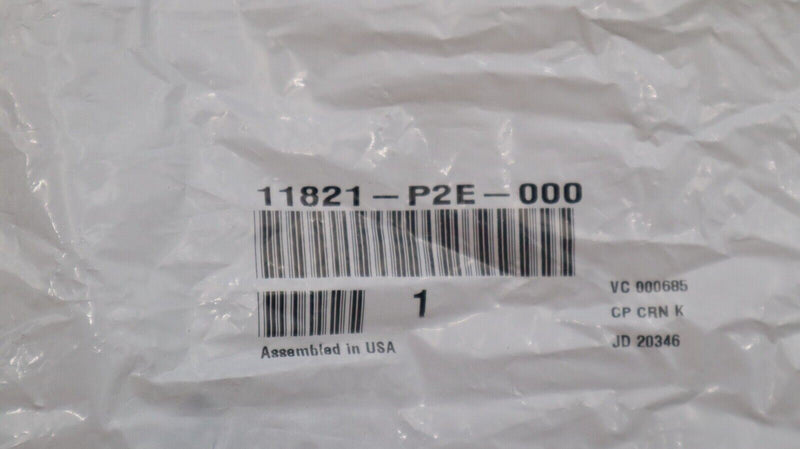 11821-P2E-000
1
Assembled in USA
VC 000685
CP CRN K
JD 20346